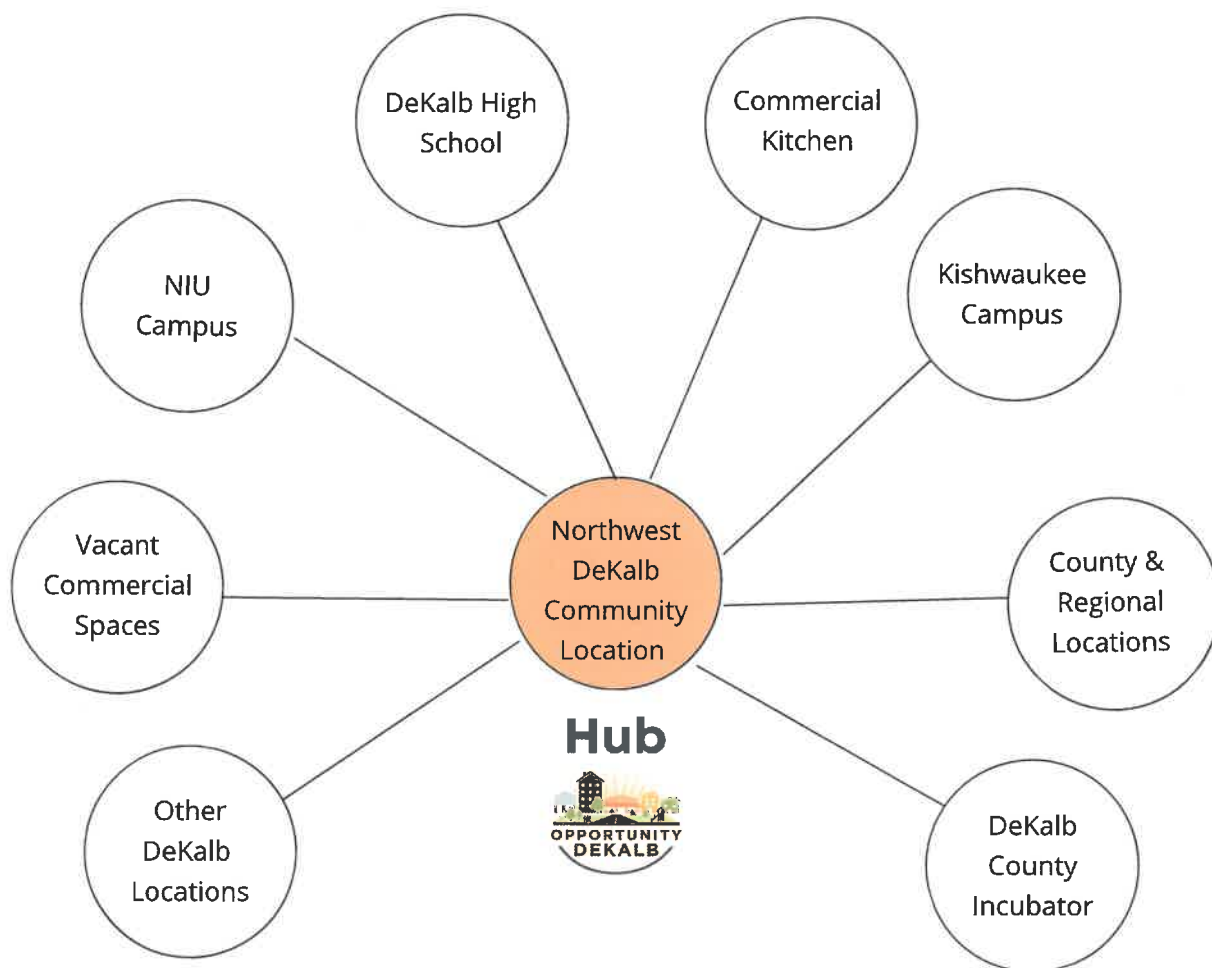 DeKalb High
School
Commercial
Kitchen
NIU
Campus
Kishwaukee
Campus
Vacant
Commercial
Spaces
Northwest
DeKalb
Community
Location
County &
Regional
Locations
Hub
OPPORTUNITY
DEKALB
Other
DeKalb
Locations
DeKalb
County
Incubator